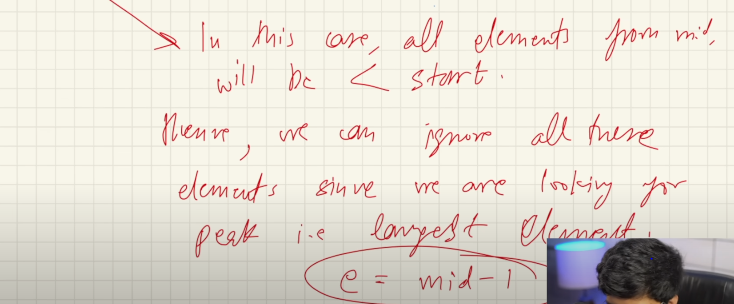 In this case, all elements from mid,
will be < start.
Hence, we can ignore all these
elements since we are looking for
peak i.e largest element.
e = mid-1